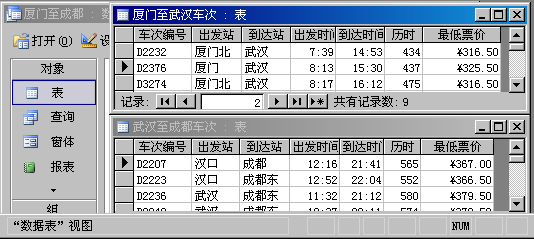 厦门至成都 : 数
打开(O) 设
对象
表
查询
窗体
报表
组
厦门至武汉车次 : 表
车次编号 出发站 到达站 出发时间 到达时间 历时 最低票价
D2232 厦门北 武汉 7:39 14:53 434 ¥316.50
D2376 厦门 武汉 8:13 15:30 437 ¥325.50
D3274 厦门北 武汉 8:17 16:12 475 ¥316.50
记录: 2 共有记录数: 9
武汉至成都车次 : 表
车次编号 出发站 到达站 出发时间 到达时间 历时 最低票价
D2207 汉口 成都 12:16 21:41 565 ¥367.00
D2223 汉口 成都东 12:52 22:04 552 ¥366.50
D2236 武汉 成都东 11:32 21:12 580 ¥379.50
“数据表”视图 NUM